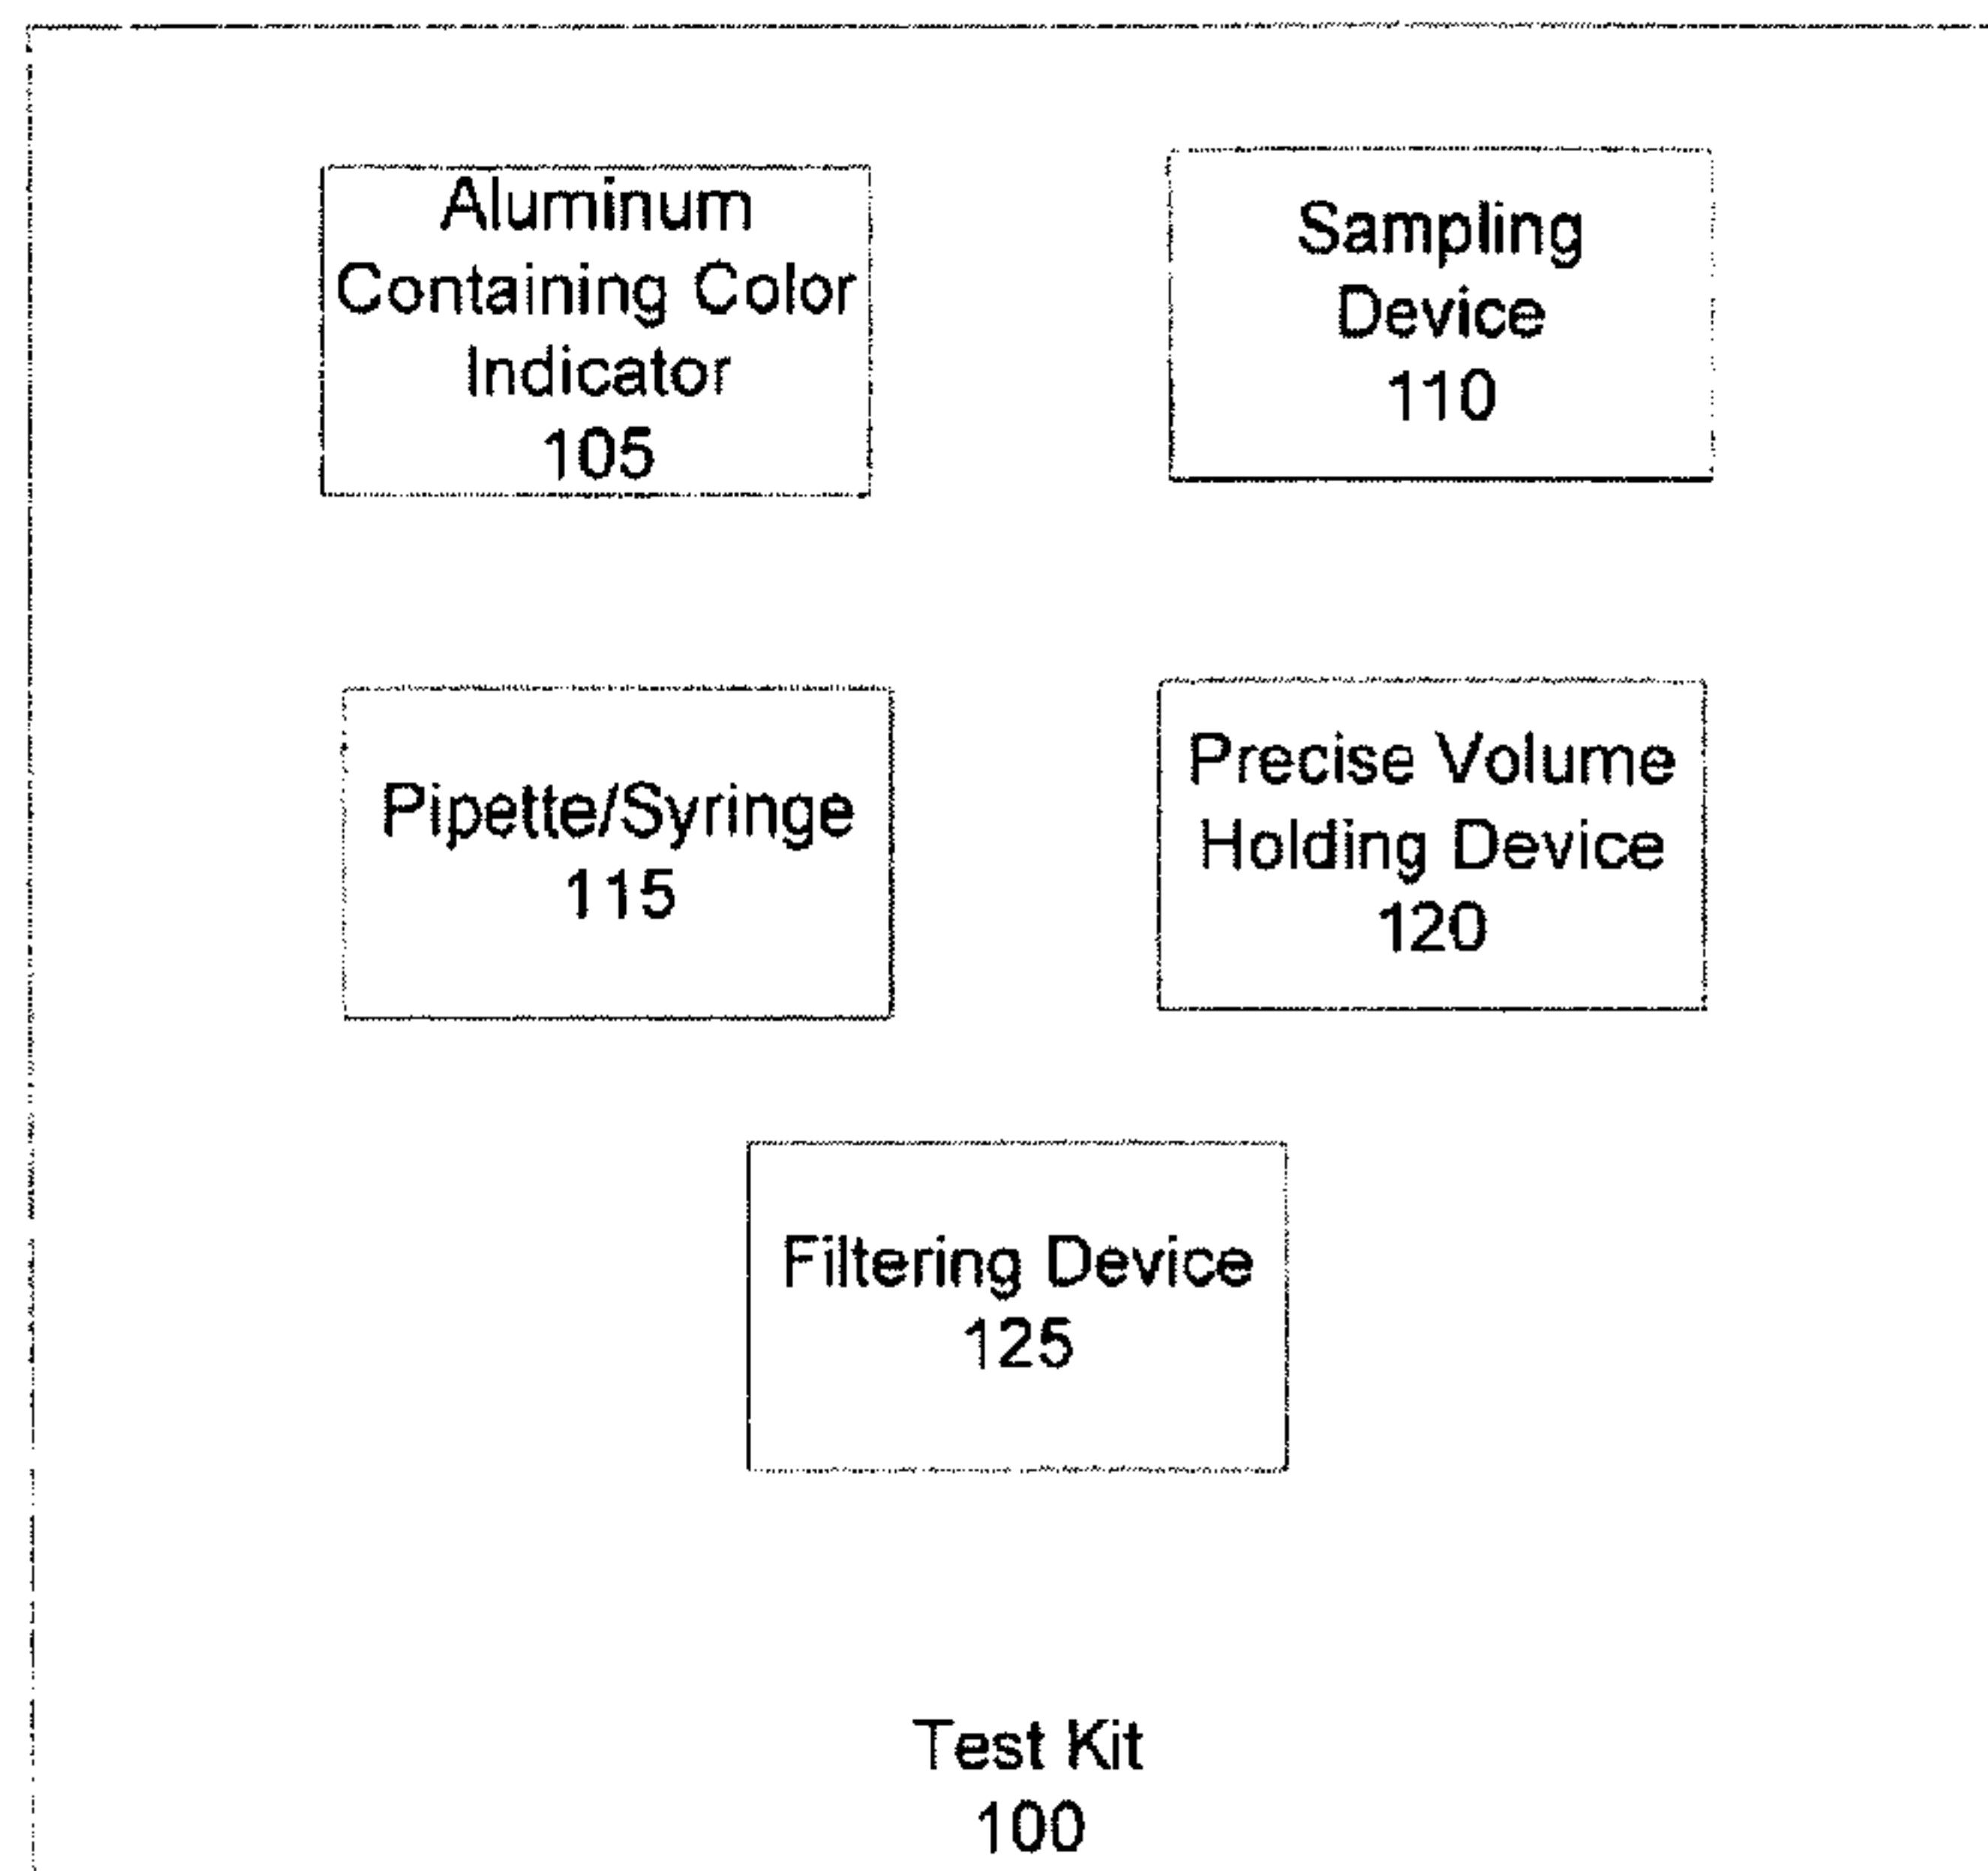 Aluminum
Containing Color
Indicator
105
Sampling
Device
110
Pipette/Syringe
115
Precise Volume
Holding Device
120
Filtering Device
125
Test Kit
100